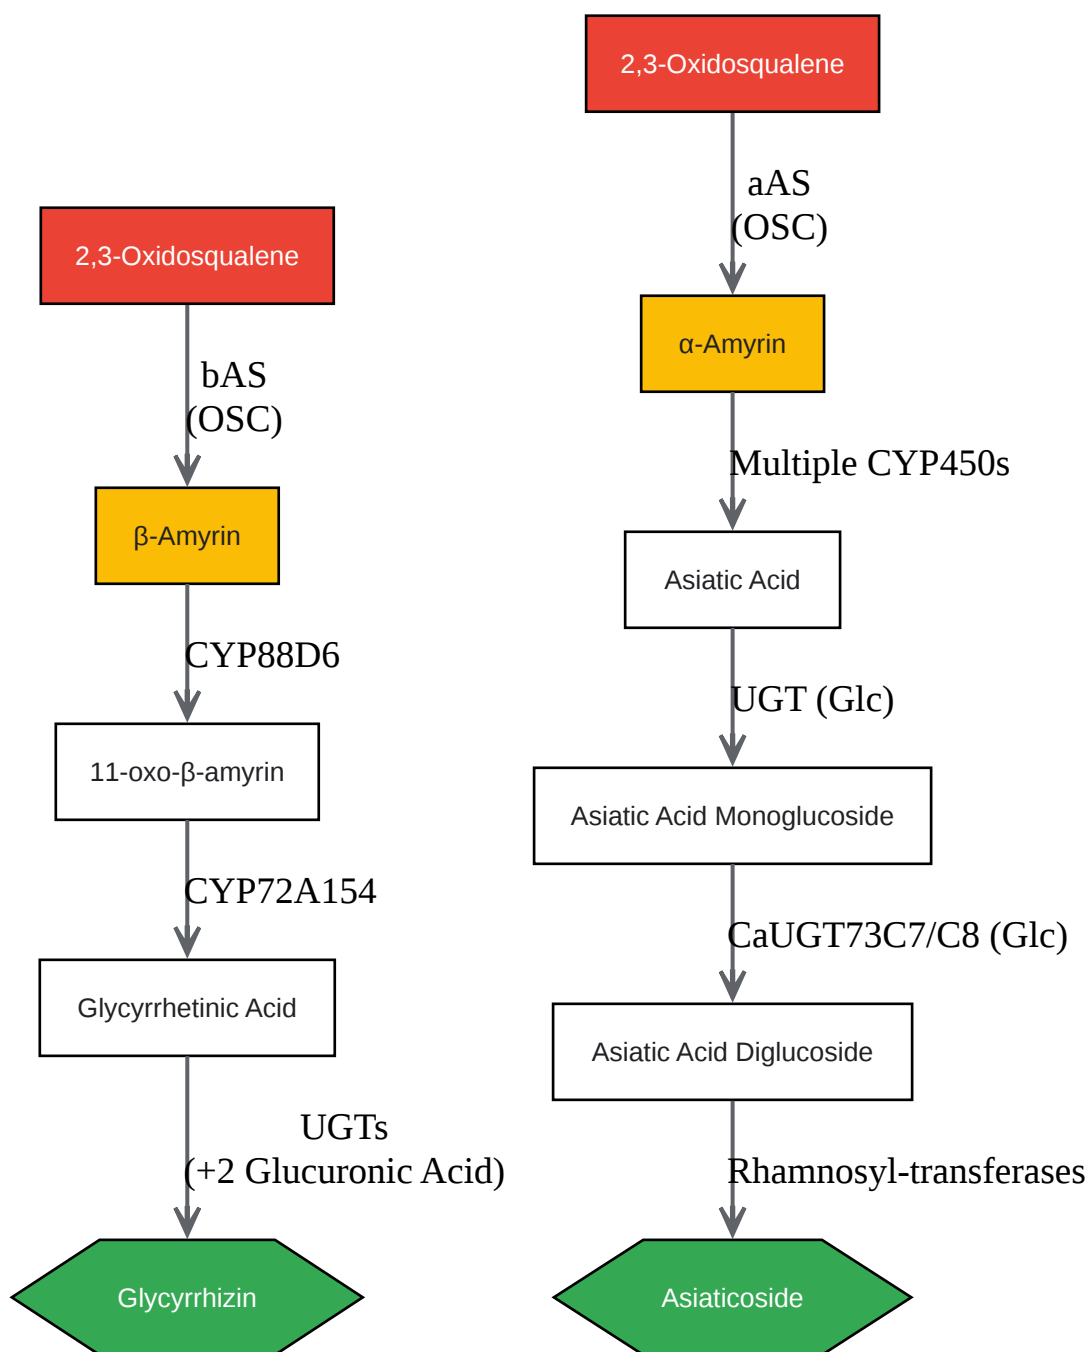 2,3-Oxidosqualene
bAS
(OSC)
β-Amyrin
CYP88D6
11-oxo-β-amyrin
CYP72A154
Glycyrrhetinic Acid
UGTs
(+2 Glucuronic Acid)
Glycyrrhizin
2,3-Oxidosqualene
aAS
(OSC)
α-Amyrin
Multiple CYP450s
Asiatic Acid
UGT (Glc)
Asiatic Acid Monoglucoside
CaUGT73C7/C8 (Glc)
Asiatic Acid Diglucoside
Rhamnosyl-transferases
Asiaticoside